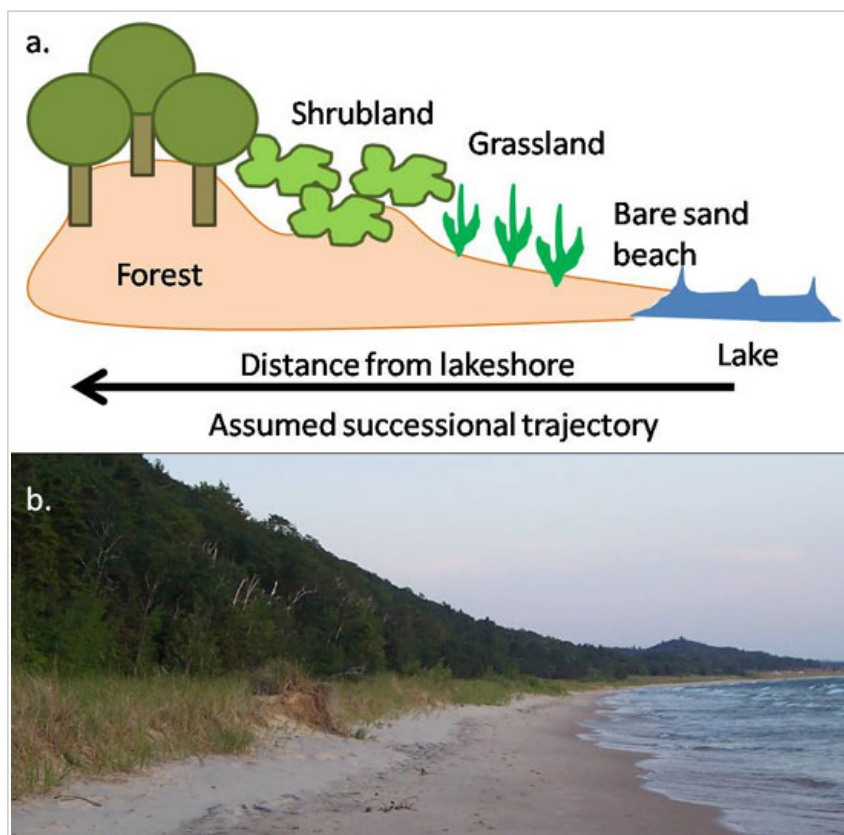 a.
Shrubland
Grassland
Bare sand
beach
Forest
Lake
Distance from lakeshore
Assumed successional trajectory
b.